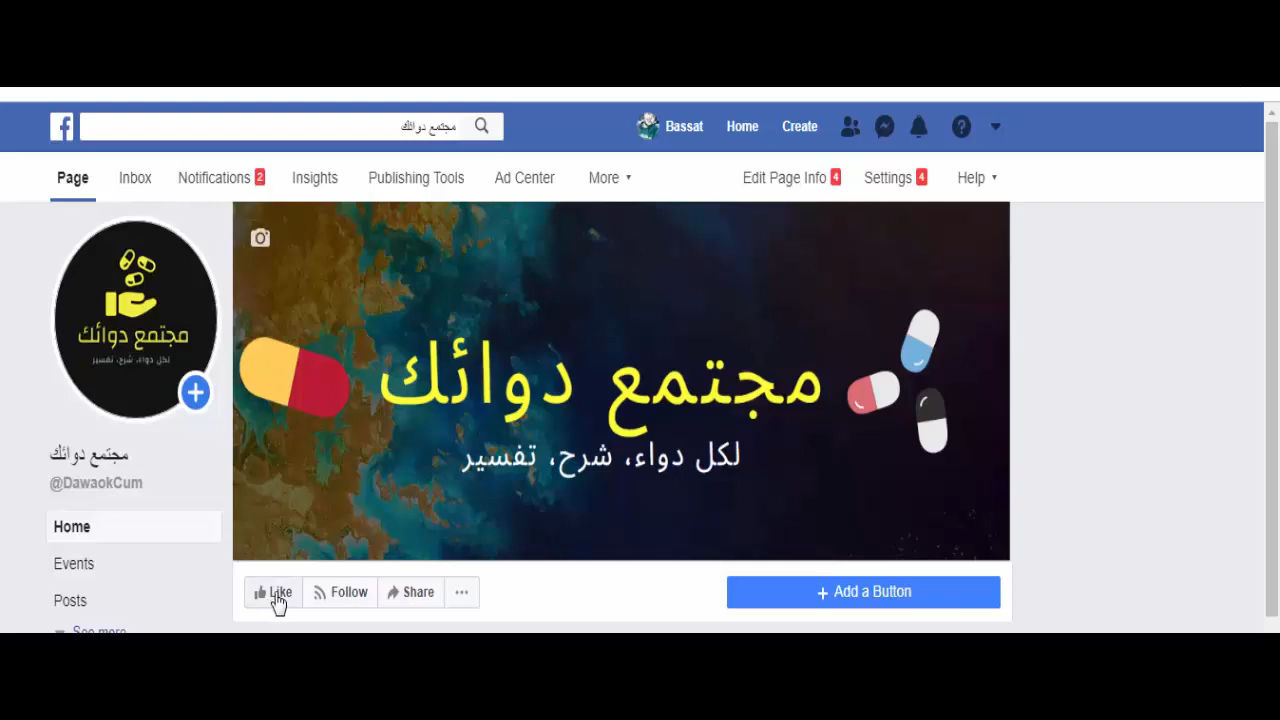 مجتمع دوائك
Bassat Home Create
Page Inbox Notifications 2 Insights Publishing Tools Ad Center More Edit Page Info 4 Settings 4 Help
مجتمع دوائك
لكل دواء، شرح، تفسير
مجتمع دوائك
لكل دواء، شرح، تفسير
مجتمع دوائك
@DawaokCum
Home
Events
Posts
See more
Like Follow Share ...
+ Add a Button